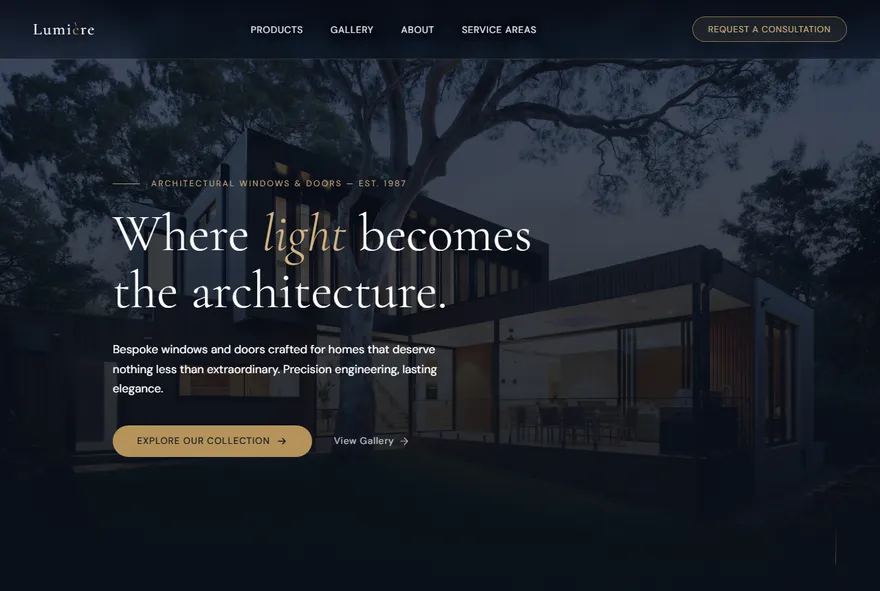 Lumière
PRODUCTS
GALLERY
ABOUT
SERVICE AREAS
REQUEST A CONSULTATION
ARCHITECTURAL WINDOWS & DOORS — EST. 1987
Where light becomes
the architecture.
Bespoke windows and doors crafted for homes that deserve
nothing less than extraordinary. Precision engineering, lasting
elegance.
EXPLORE OUR COLLECTION →
View Gallery →